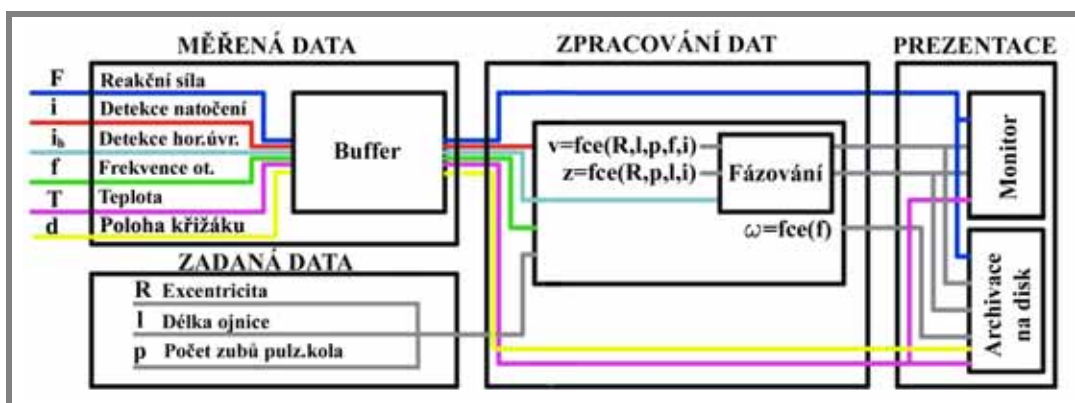 MĚŘENÁ DATA
F Reakční síla
i Detekce natočení
ih Detekce hor.úvr.
f Frekvence ot.
T Teplota
d Poloha křižáku
Buffer
ZADANÁ DATA
R Excentricita
l Délka ojnice
p Počet zubů pulz.kola
ZPRACOVÁNÍ DAT
v=fce(R,l,p,f,i)
z=fce(R,p,l,i)
Fázování
ω=fce(f)
PREZENTACE
Monitor
Archivace
na disk